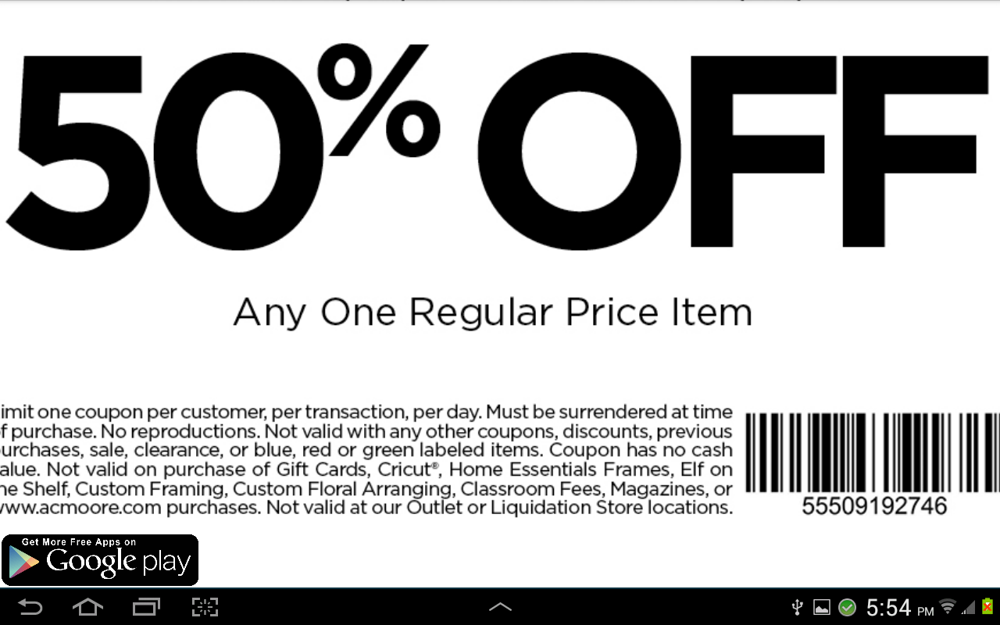 50% OFF
Any One Regular Price Item
imit one coupon per customer, per transaction, per day. Must be surrendered at time
f purchase. No reproductions. Not valid with any other coupons, discounts, previous
urchases, sale, clearance, or blue, red or green labeled items. Coupon has no cash
alue. Not valid on purchase of Gift Cards, Cricut®, Home Essentials Frames, Elf on
he Shelf, Custom Framing, Custom Floral Arranging, Classroom Fees, Magazines, or
www.acmoore.com purchases. Not valid at our Outlet or Liquidation Store locations.
55509192746
Get More Free Apps on
Google play
5:54 PM